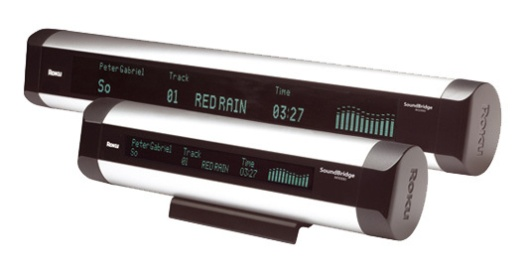 ROKU
PeterGabriel Track Time
So 01 RED RAIN 03:27
SoundBridge
ROKU
ROKU
PeterGabriel Track Time
So 01 RED RAIN 03:27
SoundBridge
ROKU